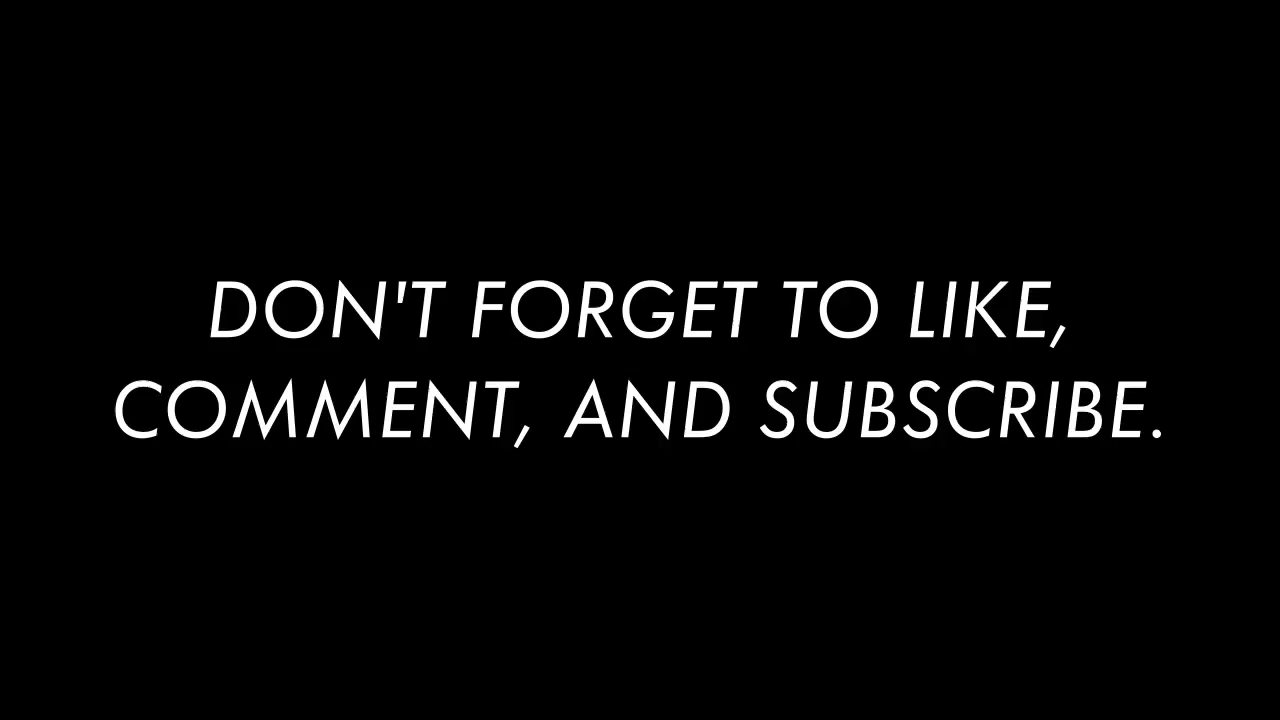 DON'T FORGET TO LIKE,
COMMENT, AND SUBSCRIBE.